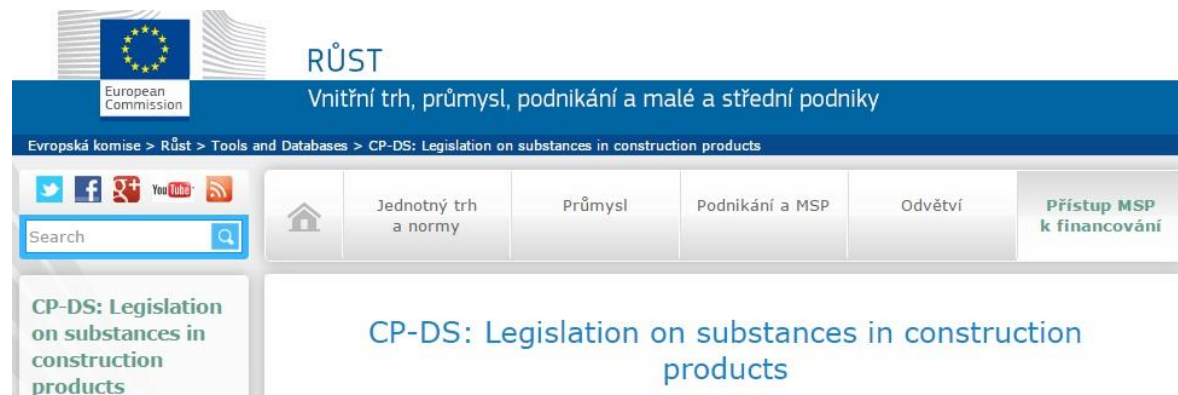 European
Commission
RŮST
Vnitřní trh, průmysl, podnikání a malé a střední podniky
Evropská komise > Růst > Tools and Databases > CP-DS: Legislation on substances in construction products
You Tube
Search
Jednotný trh
a normy
Průmysl
Podnikání a MSP
Odvětví
Přístup MSP
k financování
CP-DS: Legislation
on substances in
construction
products
CP-DS: Legislation on substances in construction
products